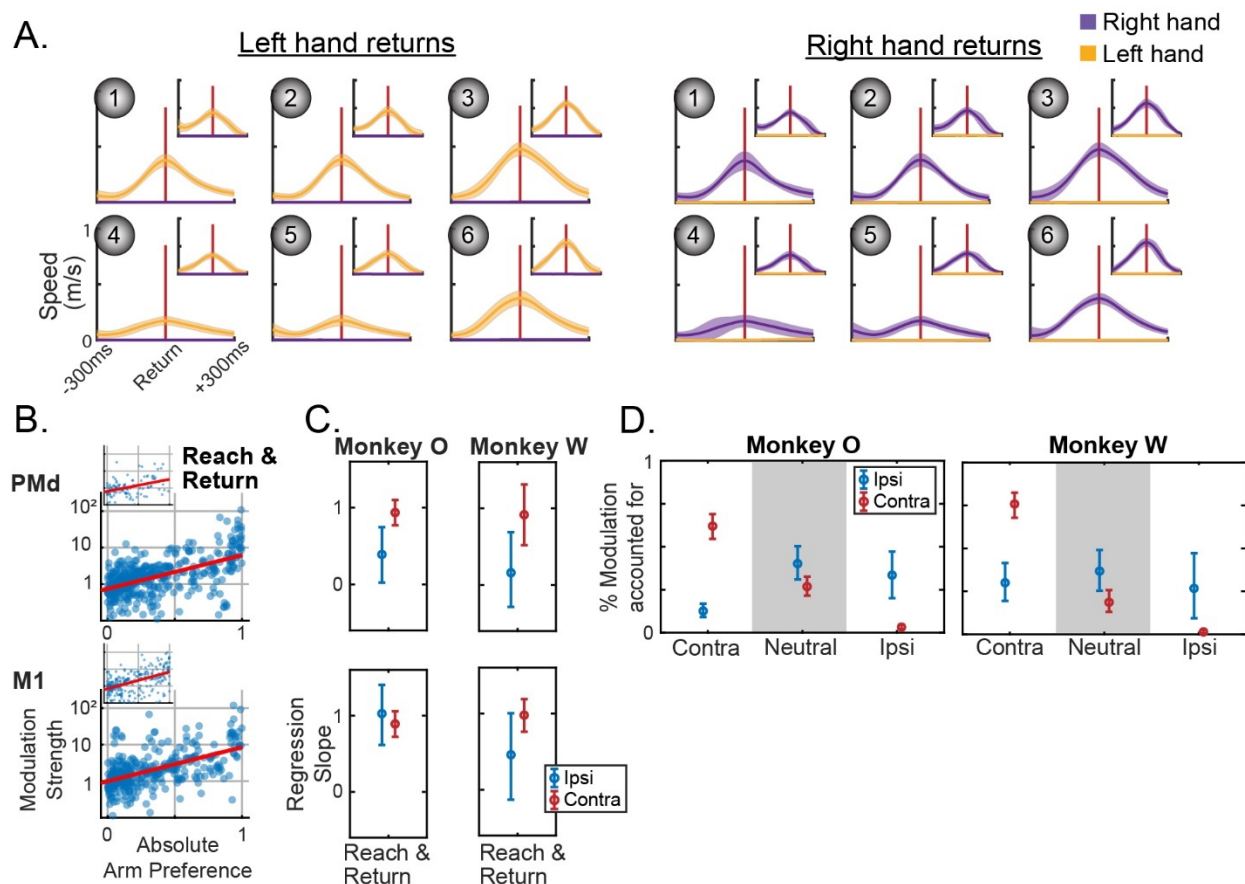 A.
Left hand returns
Right hand returns
Right hand
Left hand
1
2
3
1
2
3
4
5
6
4
5
6
1
Speed
(m/s)
0
-300ms
Return
+300ms
B.
PMd
Reach &
Return
10²
10
1
0
1
M1
10²
10
1
Modulation
Strength
0
1
Absolute
Arm Preference
C.
Monkey O
Monkey W
1
0
1
0
Regression
Slope
Ipsi
Contra
Reach &
Return
Reach &
Return
D.
Monkey O
Monkey W
1
% Modulation
accounted for
0
Ipsi
Contra
Contra
Neutral
Ipsi
Contra
Neutral
Ipsi